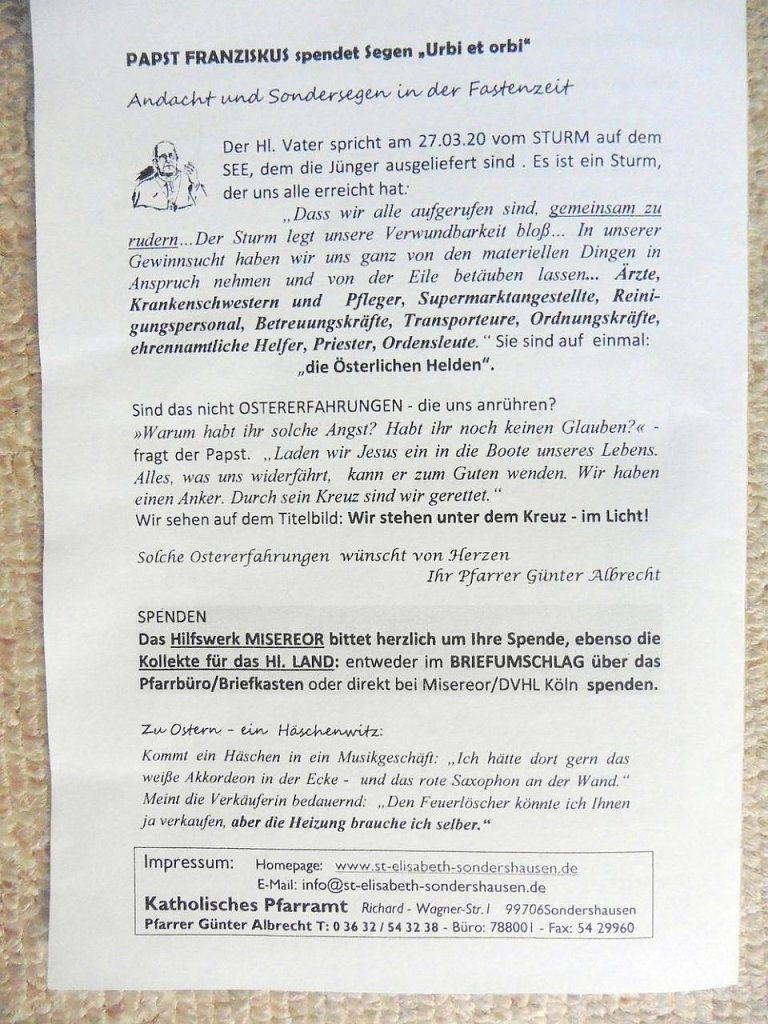 PAPST FRANZISKUS spendet Segen „Urbi et orbi“
Andacht und Sondersegen in der Fastenzeit
Der Hl. Vater spricht am 27.03.20 vom STURM auf dem
SEE, dem die Jünger ausgeliefert sind . Es ist ein Sturm,
der uns alle erreicht hat:
„Dass wir alle aufgerufen sind, gemeinsam zu
rudern...Der Sturm legt unsere Verwundbarkeit bloß... In unserer
Gewinnsucht haben wir uns ganz von den materiellen Dingen in
Anspruch nehmen und von der Eile betäuben lassen... Ärzte,
Krankenschwestern und Pfleger, Supermarktangestellte, Reini-
gungspersonal, Betreuungskräfte, Transporteure, Ordnungskräfte,
ehrennamtliche Helfer, Priester, Ordensleute.“ Sie sind auf einmal:
„die Österlichen Helden“.
Sind das nicht OSTERERFAHRUNGEN - die uns anrühren?
»Warum habt ihr solche Angst? Habt ihr noch keinen Glauben?« -
fragt der Papst. „Laden wir Jesus ein in die Boote unseres Lebens.
Alles, was uns widerfährt, kann er zum Guten wenden. Wir haben
einen Anker. Durch sein Kreuz sind wir gerettet.“
Wir sehen auf dem Titelbild: Wir stehen unter dem Kreuz - im Licht!
Solche Ostererfahrungen wünscht von Herzen
Ihr Pfarrer Günter Albrecht
SPENDEN
Das Hilfswerk MISEREOR bittet herzlich um Ihre Spende, ebenso die
Kollekte für das Hl. LAND: entweder im BRIEFUMSCHLAG über das
Pfarrbüro/Briefkasten oder direkt bei Misereor/DVHL Köln spenden.
Zu Ostern - ein Häschenwitz:
Kommt ein Häschen in ein Musikgeschäft: „Ich hätte dort gern das
weiße Akkordeon in der Ecke - und das rote Saxophon an der Wand.“
Meint die Verkäuferin bedauernd: „Den Feuerlöscher könnte ich Ihnen
ja verkaufen, aber die Heizung brauche ich selber.“
Impressum: Homepage: www.st-elisabeth-sondershausen.de
E-Mail: info@st-elisabeth-sondershausen.de
Katholisches Pfarramt Richard - Wagner-Str.1 99706Sondershausen
Pfarrer Günter Albrecht T: 0 36 32 / 54 32 38 - Büro: 788001 - Fax: 54 29960